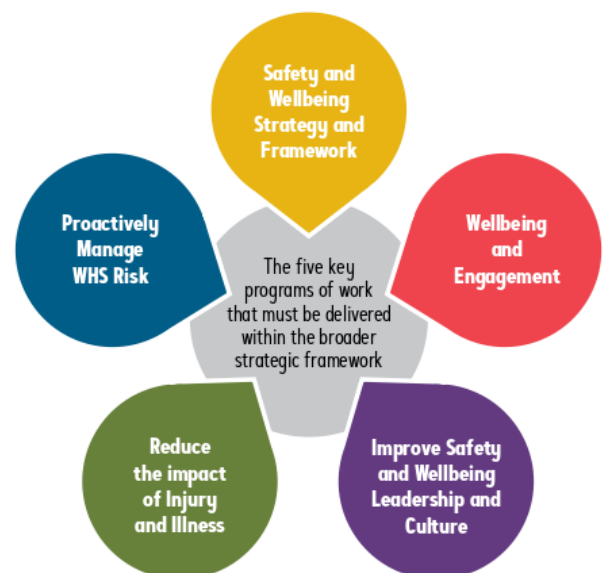 Safety and
Wellbeing
Strategy and
Framework
Proactively
Manage
WHS Risk
Wellbeing
and
Engagement
The five key
programs of work
that must be delivered
within the broader
strategic framework
Reduce
the impact
of Injury
and Illness
Improve Safety
and Wellbeing
Leadership and
Culture